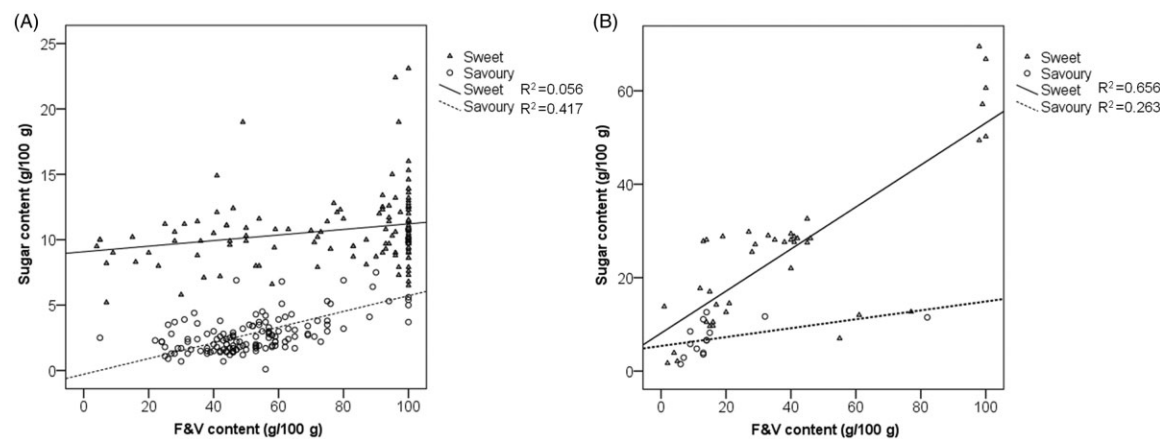 (A)
25
20
15
10
5
0
Sugar content (g/100 g)
0 20 40 60 80 100
F&V content (g/100 g)
Sweet
Savoury
Sweet R²=0.056
Savoury R²=0.417
(B)
60
40
20
0
Sugar content (g/100 g)
0 20 40 60 80 100
F&V content (g/100 g)
Sweet
Savoury
Sweet R²=0.656
Savoury R²=0.263